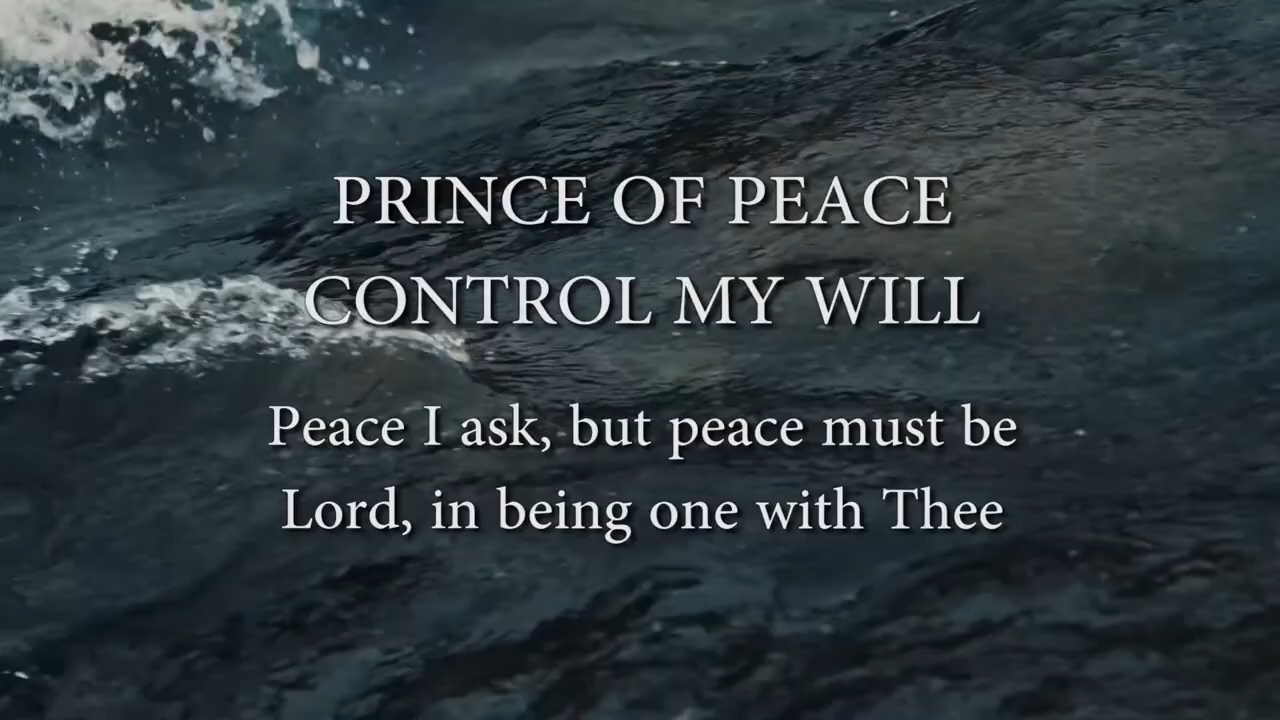 PRINCE OF PEACE
CONTROL MY WILL
Peace I ask, but peace must be
Lord, in being one with Thee